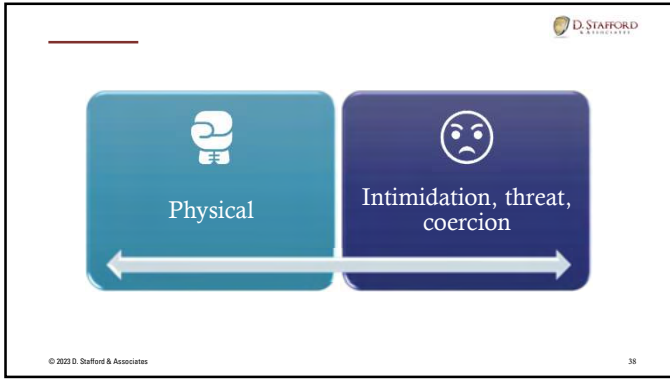 D. STAFFORD
& ASSOCIATES
Physical
Intimidation, threat,
coercion
© 2023 D. Stafford & Associates
38